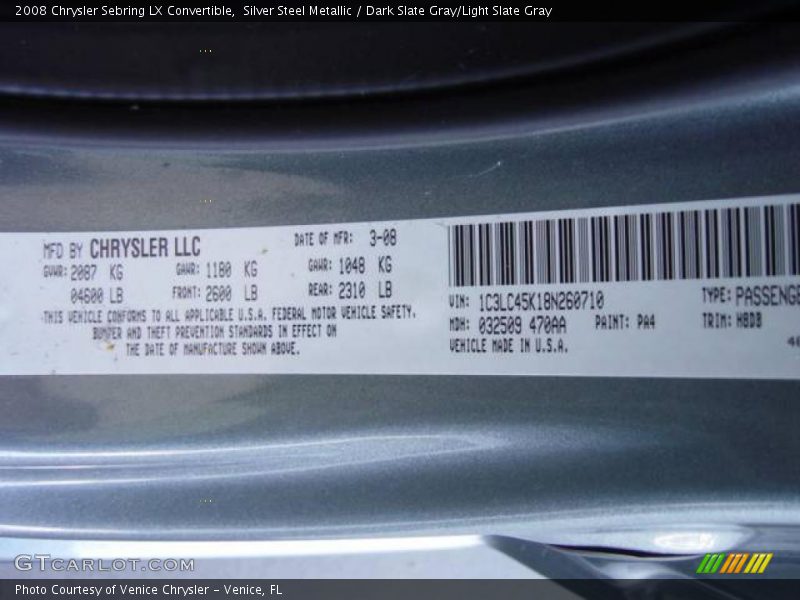 2008 Chrysler Sebring LX Convertible, Silver Steel Metallic / Dark Slate Gray/Light Slate Gray
MFD BY CHRYSLER LLC DATE OF MFR: 3-08
GVWR: 2087 KG GAWR: 1180 KG GAWR: 1048 KG
04600 LB FRONT: 2600 LB REAR: 2310 LB
THIS VEHICLE CONFORMS TO ALL APPLICABLE U.S.A. FEDERAL MOTOR VEHICLE SAFETY,
BUMPER AND THEFT PREVENTION STANDARDS IN EFFECT ON
THE DATE OF MANUFACTURE SHOWN ABOVE.
VIN: 1C3LC45K18N260710 TYPE: PASSENGE
MDH: 032509 470AA PAINT: PA4 TRIM: H8D8
VEHICLE MADE IN U.S.A.
GTCARLOT.COM
Photo Courtesy of Venice Chrysler - Venice, FL